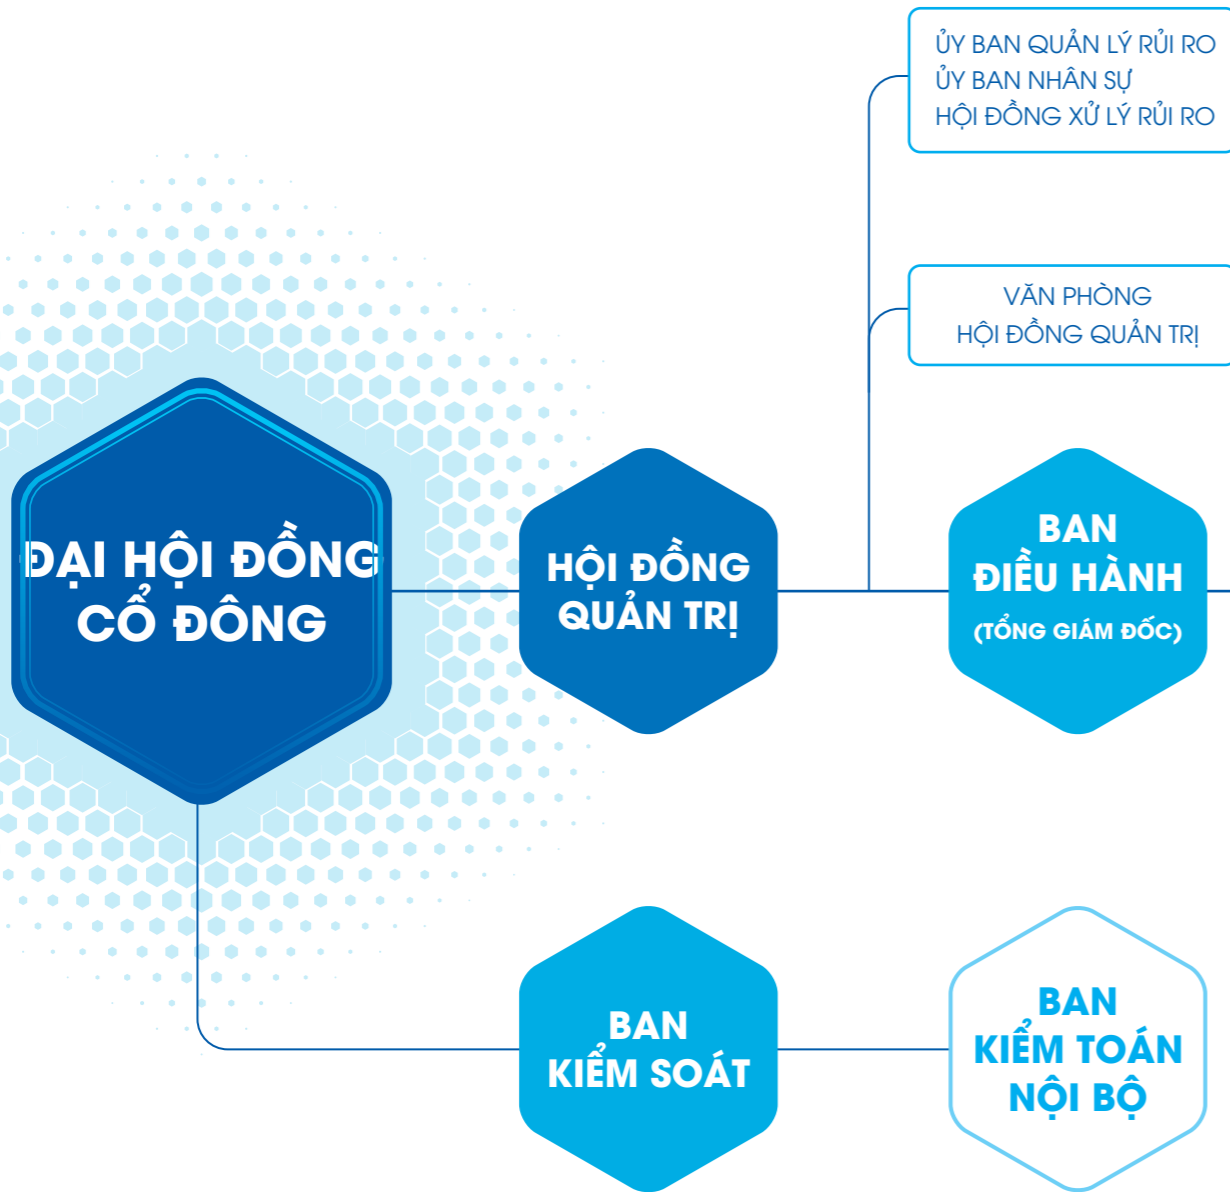 ỦY BAN QUẢN LÝ RỦI RO
ỦY BAN NHÂN SỰ
HỘI ĐỒNG XỬ LÝ RỦI RO
VĂN PHÒNG
HỘI ĐỒNG QUẢN TRỊ
ĐẠI HỘI ĐỒNG
CỔ ĐÔNG
HỘI ĐỒNG
QUẢN TRỊ
BAN
ĐIỀU HÀNH
(TỔNG GIÁM ĐỐC)
BAN
KIỂM SOÁT
BAN
KIỂM TOÁN
NỘI BỘ